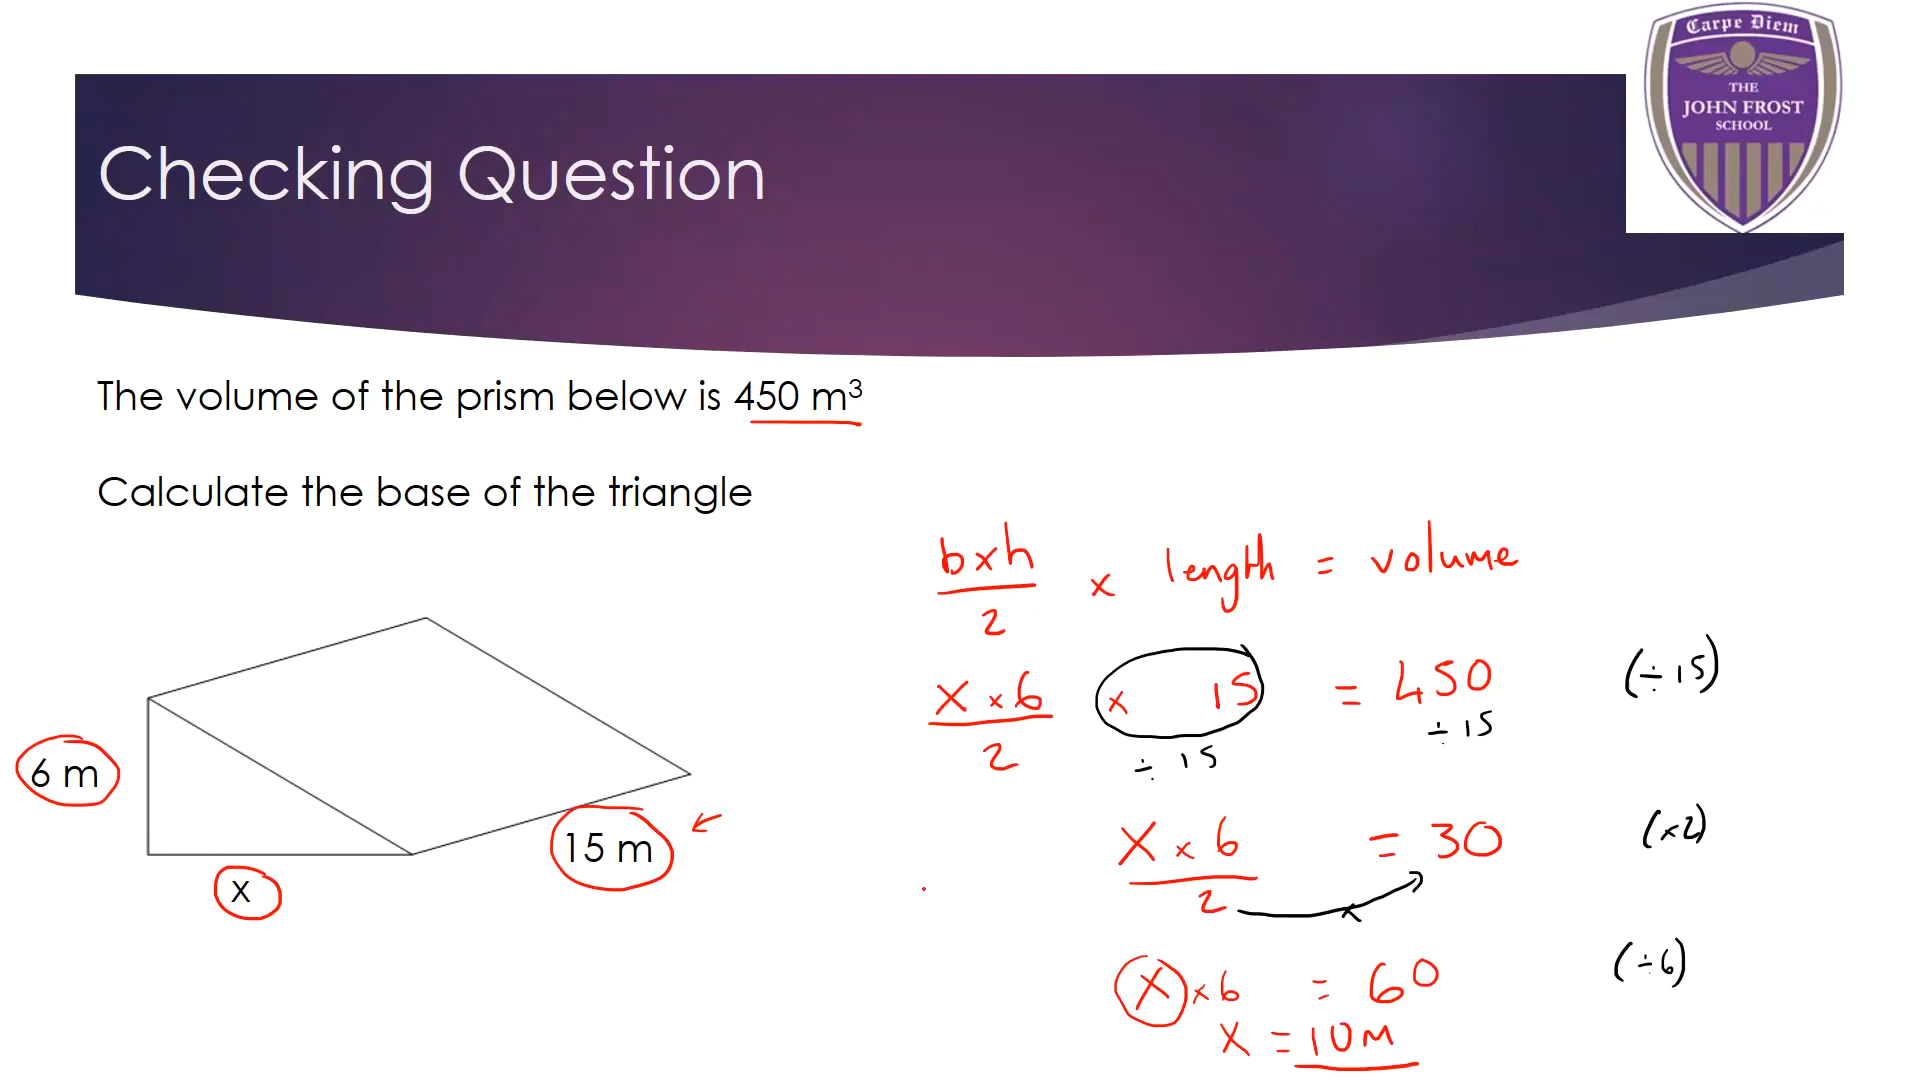 Carpe Diem
THE
JOHN FROST
SCHOOL
Checking Question
The volume of the prism below is 450 m³
Calculate the base of the triangle
6 m
15 m
x
b x h / 2 x length = volume
x x 6 / 2 x 15 = 450 (÷ 15)
÷ 15 ÷ 15
x x 6 / 2 = 30 (x2)
x x 6 = 60 (÷6)
x = 10m